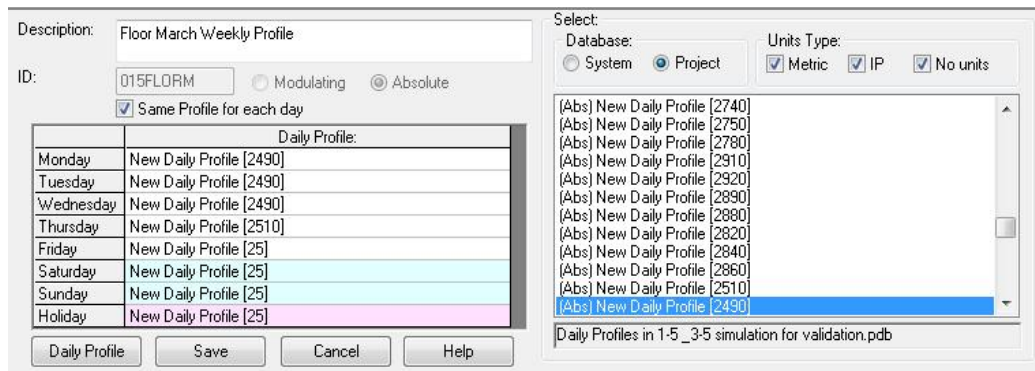 Description:
Floor March Weekly Profile
ID:
015FLORM
Modulating
Absolute
Same Profile for each day
Daily Profile:
Monday New Daily Profile [2490]
Tuesday New Daily Profile [2490]
Wednesday New Daily Profile [2490]
Thursday New Daily Profile [2510]
Friday New Daily Profile [25]
Saturday New Daily Profile [25]
Sunday New Daily Profile [25]
Holiday New Daily Profile [25]
Daily Profile Save Cancel Help
Select:
Database:
System Project
Units Type:
Metric IP No units
(Abs) New Daily Profile [2740]
(Abs) New Daily Profile [2750]
(Abs) New Daily Profile [2780]
(Abs) New Daily Profile [2910]
(Abs) New Daily Profile [2920]
(Abs) New Daily Profile [2890]
(Abs) New Daily Profile [2880]
(Abs) New Daily Profile [2820]
(Abs) New Daily Profile [2840]
(Abs) New Daily Profile [2860]
(Abs) New Daily Profile [2510]
(Abs) New Daily Profile [2490]
Daily Profiles in 1-5 _3-5 simulation for validation.pdb